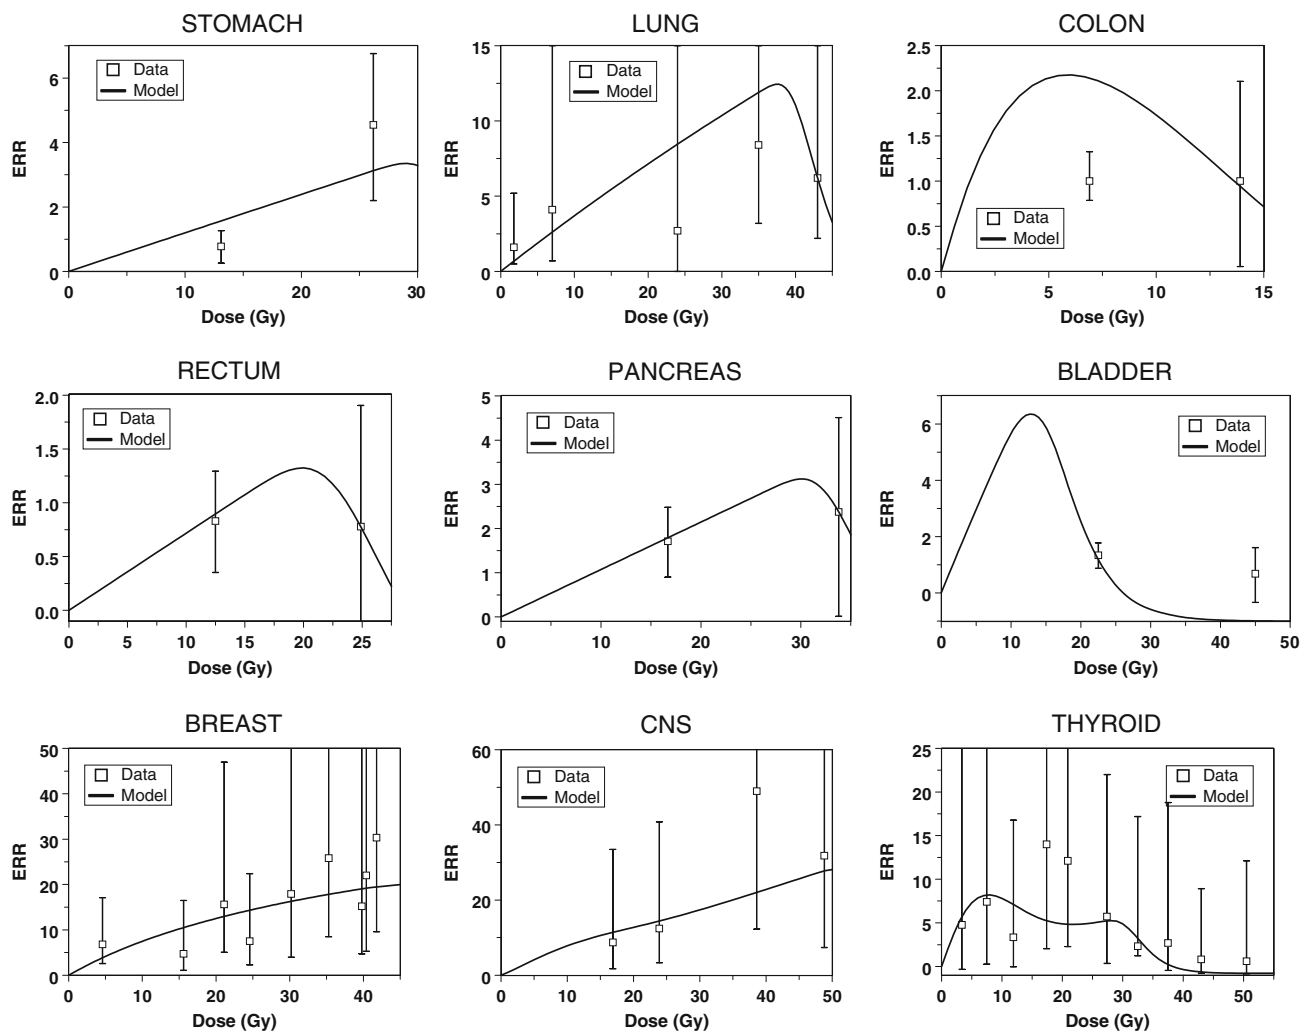 STOMACH
6
4
2
0
ERR
Data
Model
0 10 20 30
Dose (Gy)
LUNG
15
10
5
0
ERR
Data
Model
0 10 20 30 40
Dose (Gy)
COLON
2.5
2.0
1.5
1.0
0.5
0.0
ERR
Data
Model
0 5 10 15
Dose (Gy)
RECTUM
2.0
1.5
1.0
0.5
0.0
ERR
Data
Model
0 5 10 15 20 25
Dose (Gy)
PANCREAS
5
4
3
2
1
0
ERR
Data
Model
0 10 20 30
Dose (Gy)
BLADDER
6
4
2
0
ERR
Data
Model
0 10 20 30 40 50
Dose (Gy)
BREAST
50
40
30
20
10
0
ERR
Data
Model
0 10 20 30 40
Dose (Gy)
CNS
60
40
20
0
ERR
Data
Model
0 10 20 30 40 50
Dose (Gy)
THYROID
25
20
15
10
5
0
ERR
Data
Model
0 10 20 30 40 50
Dose (Gy)